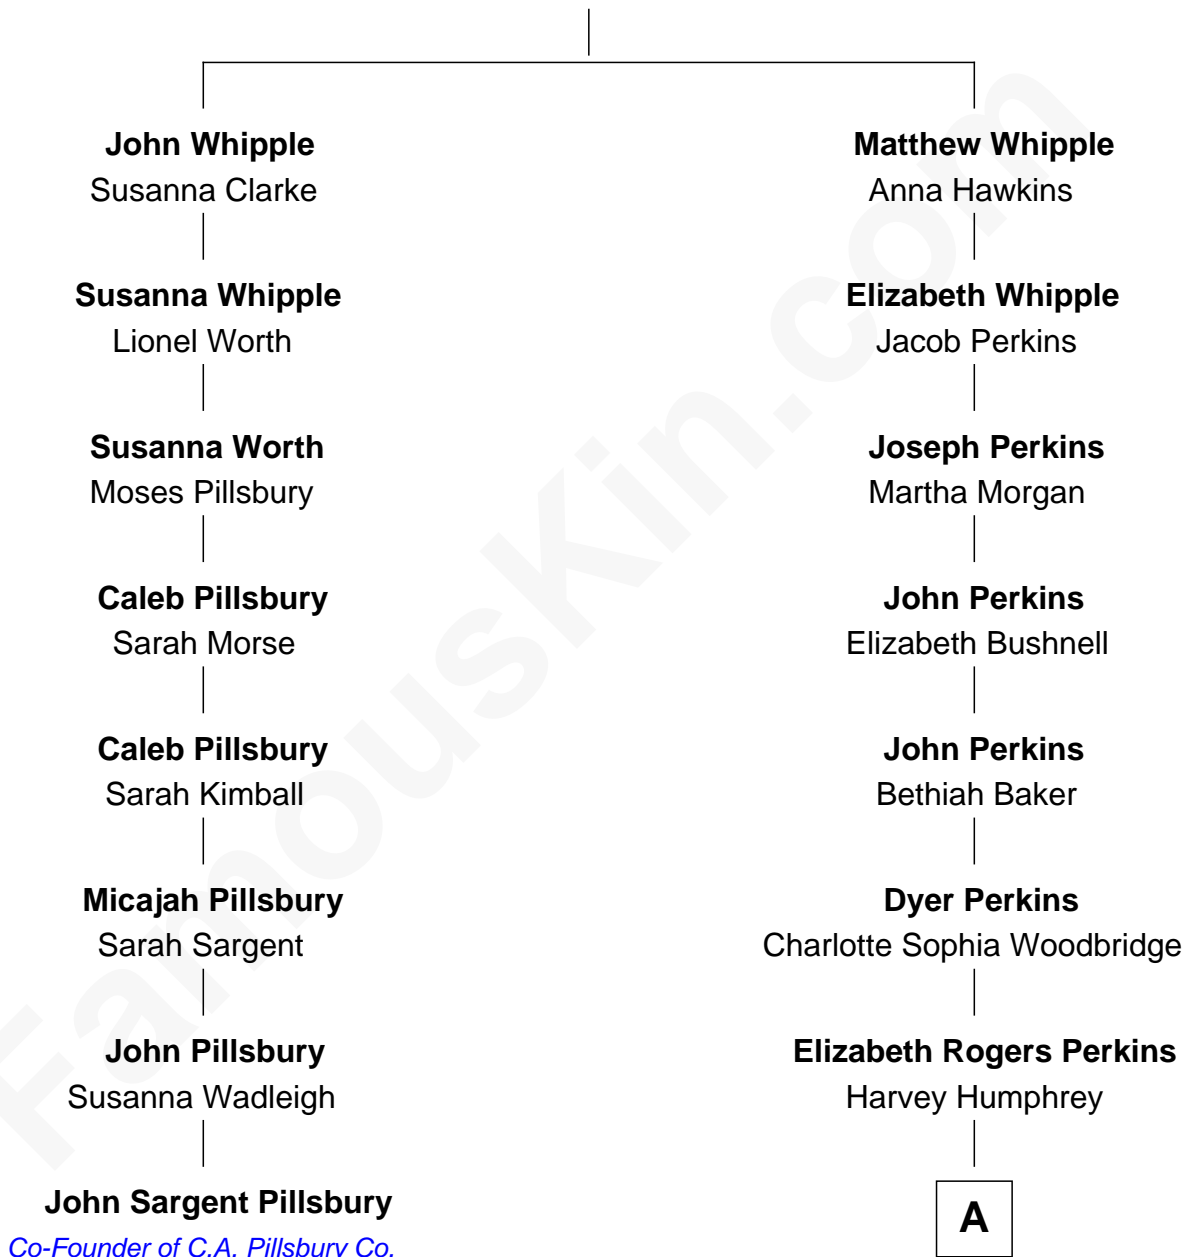 John Whipple
Susanna Clarke
Susanna Whipple
Lionel Worth
Susanna Worth
Moses Pillsbury
Caleb Pillsbury
Sarah Morse
Caleb Pillsbury
Sarah Kimball
Micajah Pillsbury
Sarah Sargent
John Pillsbury
Susanna Wadleigh
John Sargent Pillsbury
Co-Founder of C.A. Pillsbury Co.
Matthew Whipple
Anna Hawkins
Elizabeth Whipple
Jacob Perkins
Joseph Perkins
Martha Morgan
John Perkins
Elizabeth Bushnell
John Perkins
Bethiah Baker
Dyer Perkins
Charlotte Sophia Woodbridge
Elizabeth Rogers Perkins
Harvey Humphrey
A
FamousKin.com